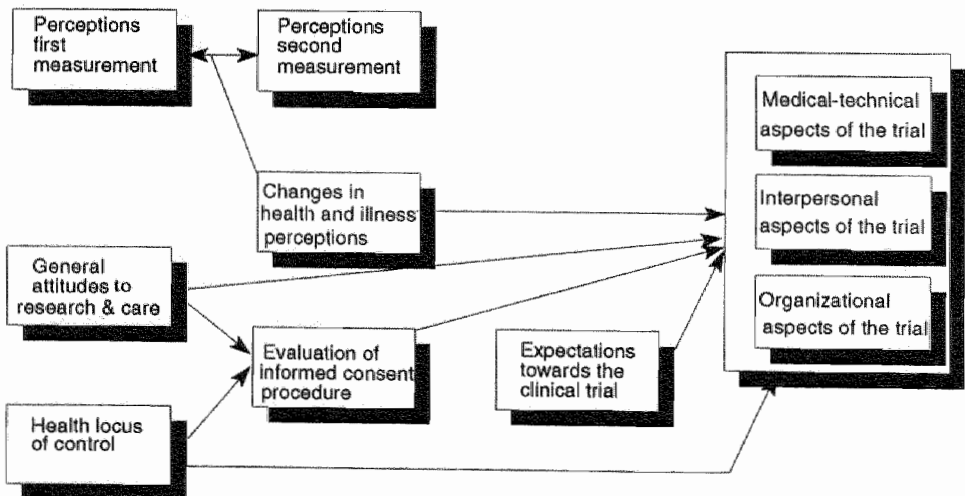 Perceptions
first
measurement
Perceptions
second
measurement
Medical-technical
aspects of the trial
Changes in
health and illness
perceptions
Interpersonal
aspects of the trial
General
attitudes to
research & care
Organizational
aspects of the trial
Evaluation of
informed consent
procedure
Expectations
towards the
clinical trial
Health locus
of control